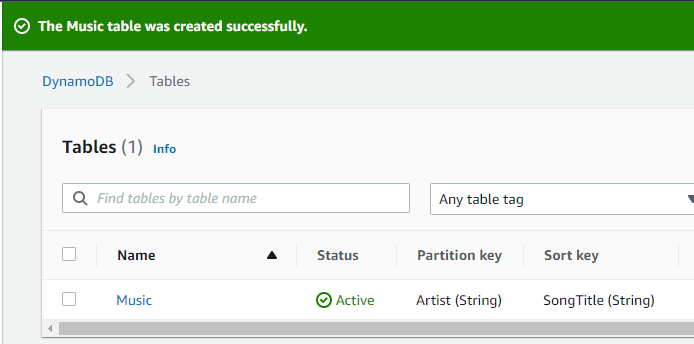 The Music table was created successfully.
DynamoDB > Tables
Tables (1) Info
Find tables by table name
Any table tag
Name Status Partition key Sort key
Music Active Artist (String) SongTitle (String)